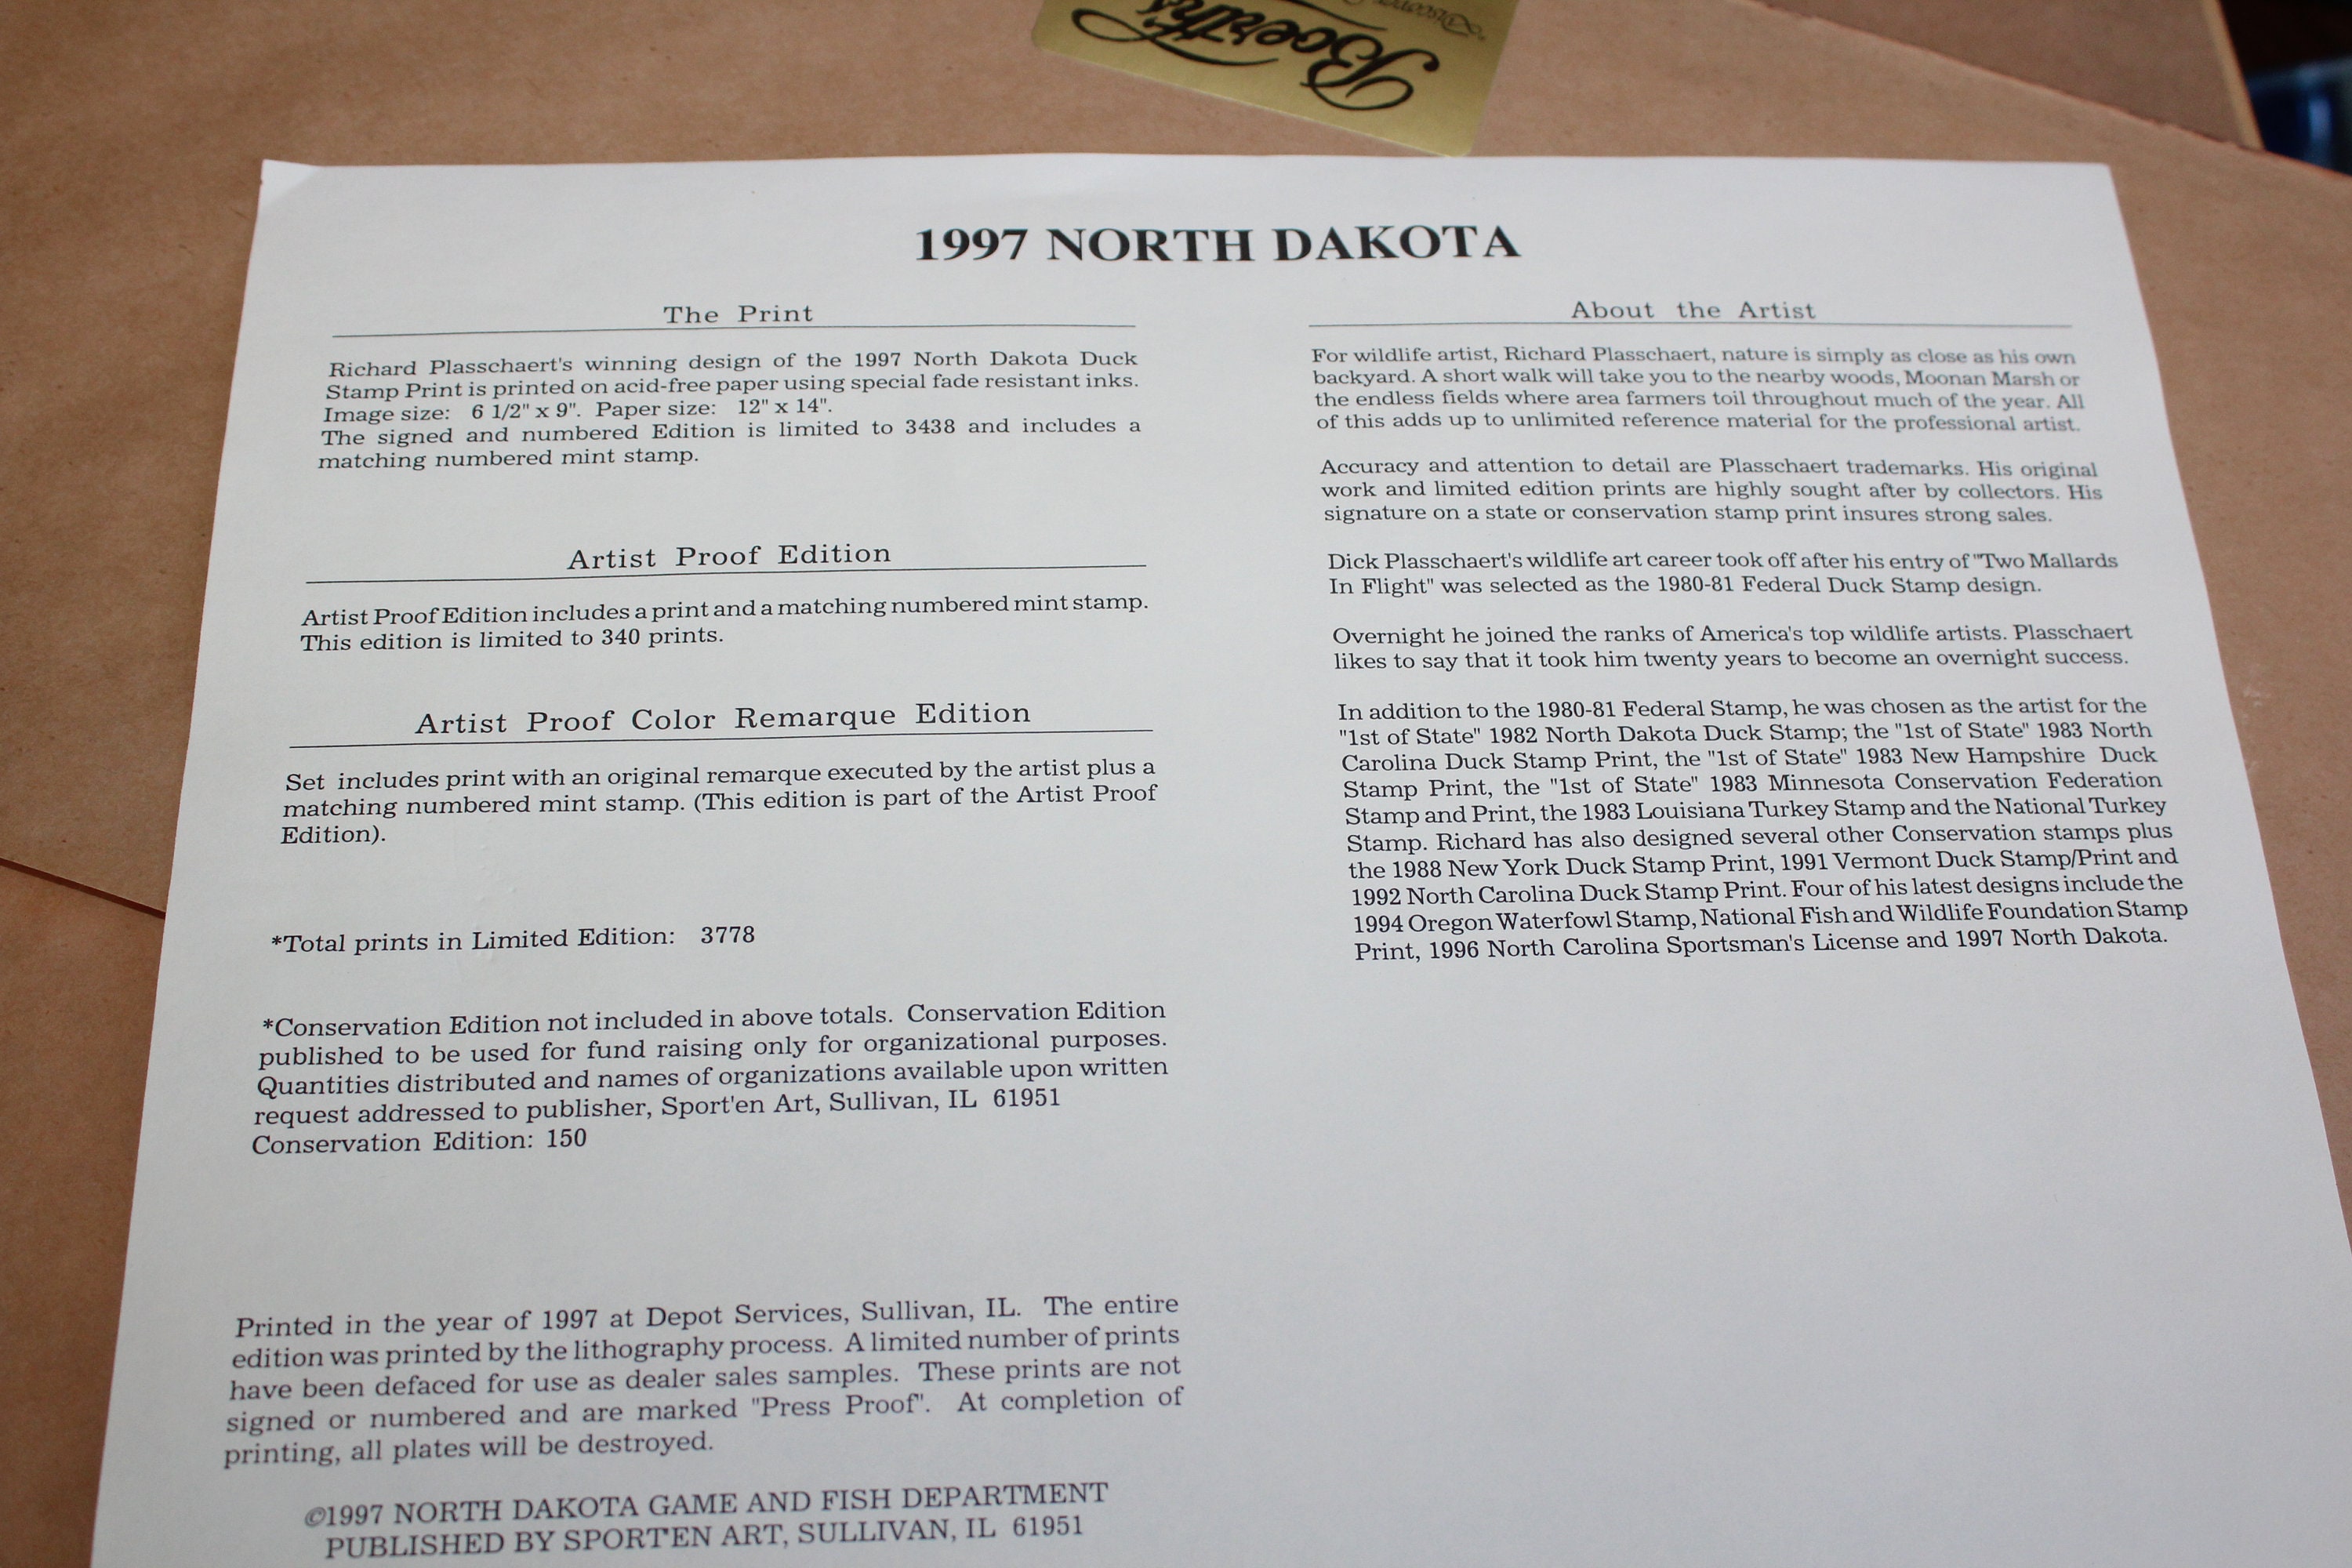 Boerth's
1997 NORTH DAKOTA
The Print
Richard Plasschaert's winning design of the 1997 North Dakota Duck
Stamp Print is printed on acid-free paper using special fade resistant inks.
Image size: 6 1/2" x 9". Paper size: 12" x 14".
The signed and numbered Edition is limited to 3438 and includes a
matching numbered mint stamp.
Artist Proof Edition
Artist Proof Edition includes a print and a matching numbered mint stamp.
This edition is limited to 340 prints.
Artist Proof Color Remarque Edition
Set includes print with an original remarque executed by the artist plus a
matching numbered mint stamp. (This edition is part of the Artist Proof
Edition).
*Total prints in Limited Edition: 3778
*Conservation Edition not included in above totals. Conservation Edition
published to be used for fund raising only for organizational purposes.
Quantities distributed and names of organizations available upon written
request addressed to publisher, Sport'en Art, Sullivan, IL 61951
Conservation Edition: 150
Printed in the year of 1997 at Depot Services, Sullivan, IL. The entire
edition was printed by the lithography process. A limited number of prints
have been defaced for use as dealer sales samples. These prints are not
signed or numbered and are marked "Press Proof". At completion of
printing, all plates will be destroyed.
©1997 NORTH DAKOTA GAME AND FISH DEPARTMENT
PUBLISHED BY SPORT'EN ART, SULLIVAN, IL 61951
About the Artist
For wildlife artist, Richard Plasschaert, nature is simply as close as his own
backyard. A short walk will take you to the nearby woods, Moonan Marsh or
the endless fields where area farmers toil throughout much of the year. All
of this adds up to unlimited reference material for the professional artist.
Accuracy and attention to detail are Plasschaert trademarks. His original
work and limited edition prints are highly sought after by collectors. His
signature on a state or conservation stamp print insures strong sales.
Dick Plasschaert's wildlife art career took off after his entry of "Two Mallards
In Flight" was selected as the 1980-81 Federal Duck Stamp design.
Overnight he joined the ranks of America's top wildlife artists. Plasschaert
likes to say that it took him twenty years to become an overnight success.
In addition to the 1980-81 Federal Stamp, he was chosen as the artist for the
"1st of State" 1982 North Dakota Duck Stamp; the "1st of State" 1983 North
Carolina Duck Stamp Print, the "1st of State" 1983 New Hampshire Duck
Stamp Print, the "1st of State" 1983 Minnesota Conservation Federation
Stamp and Print, the 1983 Louisiana Turkey Stamp and the National Turkey
Stamp. Richard has also designed several other Conservation stamps plus
the 1988 New York Duck Stamp Print, 1991 Vermont Duck Stamp/Print and
1992 North Carolina Duck Stamp Print. Four of his latest designs include the
1994 Oregon Waterfowl Stamp, National Fish and Wildlife Foundation Stamp
Print, 1996 North Carolina Sportsman's License and 1997 North Dakota.